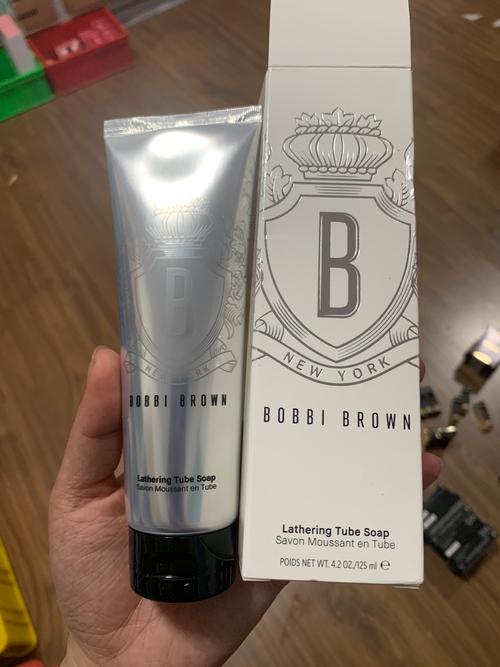 B
NEW YORK
BOBBI BROWN
Lathering Tube Soap
Savon Moussant en Tube
B
NEW YORK
BOBBI BROWN
Lathering Tube Soap
Savon Moussant en Tube
POIDS NET WT. 4.2 OZ./125 ml ℮